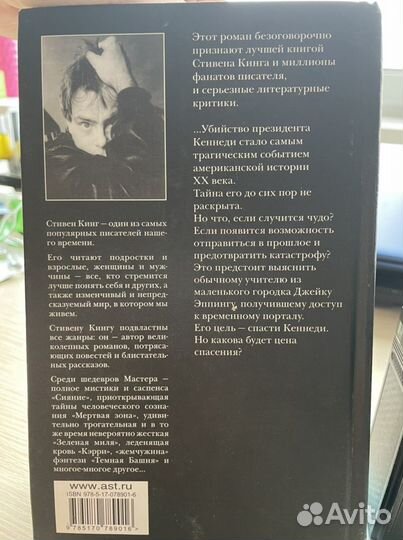 Этот роман безоговорочно
признают лучшей книгой
Стивена Кинга и миллионы
фанатов писателя,
и серьезные литературные
критики.
...Убийство президента
Кеннеди стало самым
трагическим событием
американской истории
XX века.
Тайна его до сих пор не
раскрыта.
Но что, если случится чудо?
Если появится возможность
отправиться в прошлое и
предотвратить катастрофу?
Это предстоит выяснить
обычному учителю из
маленького городка Джейку
Эппингу, получившему доступ
к временному порталу.
Его цель — спасти Кеннеди.
Но какова будет цена
спасения?
Стивен Кинг — один из самых
популярных писателей наше-
го времени.
Его читают подростки и
взрослые, женщины и муж-
чины — все, кто стремится
лучше понять себя и других, а
также изменчивый и непред-
сказуемый мир, в котором мы
живем.
Стивену Кингу подвластны
все жанры: он — автор вели-
колепных романов, потряса-
ющих повестей и блистатель-
ных рассказов.
Среди шедевров Мастера —
полное мистики и саспенса
«Сияние», приоткрывающая
тайны человеческого созна-
ния «Мертвая зона», удиви-
тельно трогательная и в то
же время невероятно жесткая
«Зеленая миля», леденящая
кровь «Кэрри», «жемчужина»
фэнтези «Темная Башня» и
многое-многое другое...
www.ast.ru
ISBN 978-5-17-078901-6
9 785170 789016
Avito